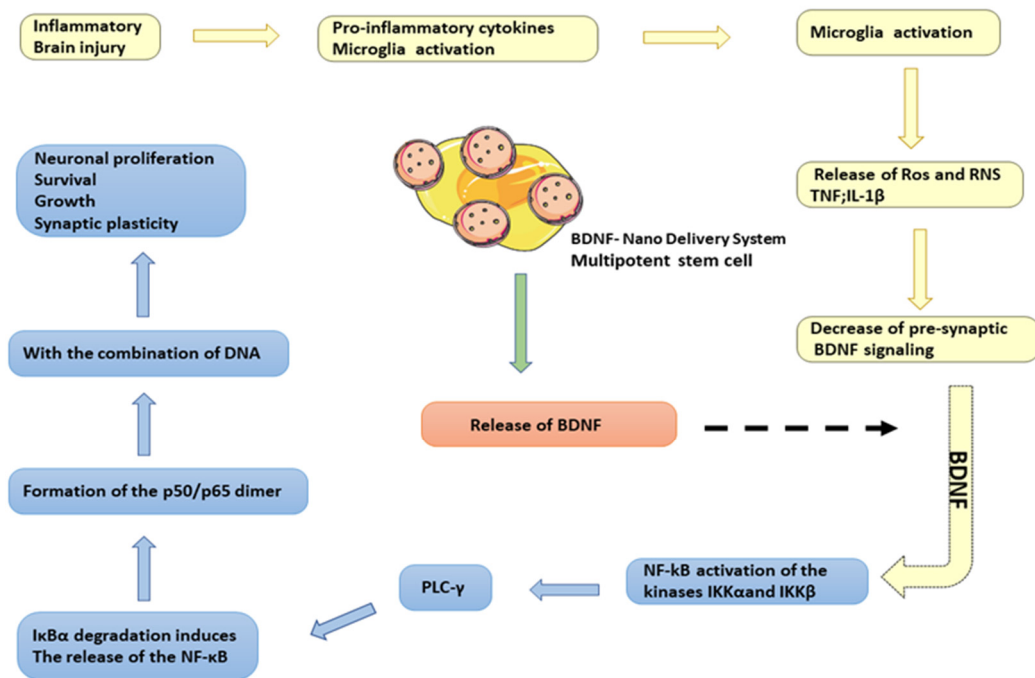 Inflammatory
Brain injury
Pro-inflammatory cytokines
Microglia activation
Microglia activation
Neuronal proliferation
Survival
Growth
Synaptic plasticity
Release of Ros and RNS
TNF;IL-1β
BDNF- Nano Delivery System
Multipotent stem cell
With the combination of DNA
Decrease of pre-synaptic
BDNF signaling
Release of BDNF
BDNF
Formation of the p50/p65 dimer
NF-kB activation of the
kinases IKKαand IKKβ
PLC-γ
IκBα degradation induces
The release of the NF-κB